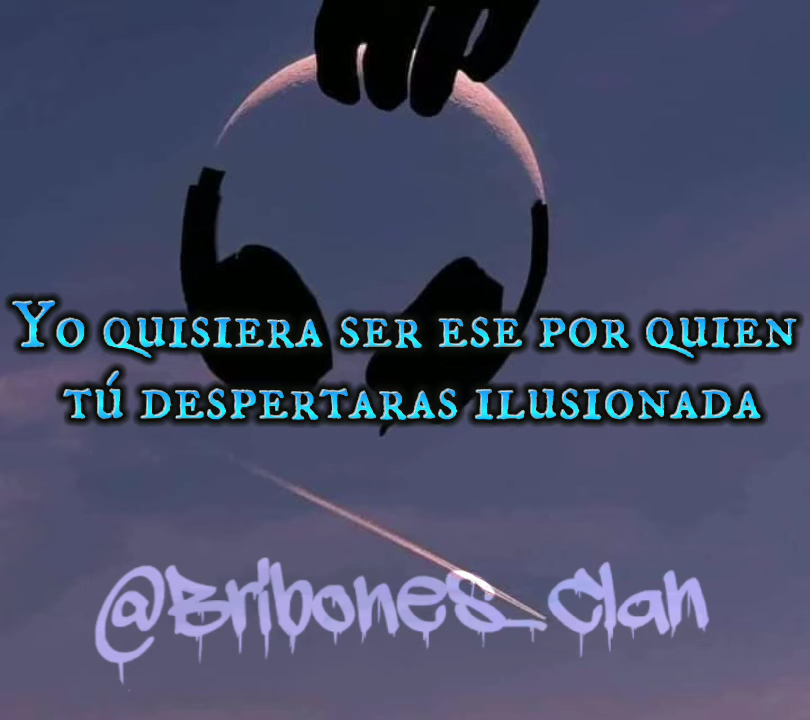 Yo quisiera ser ese por quien
tú despertaras ilusionada
@Bribones_Clan